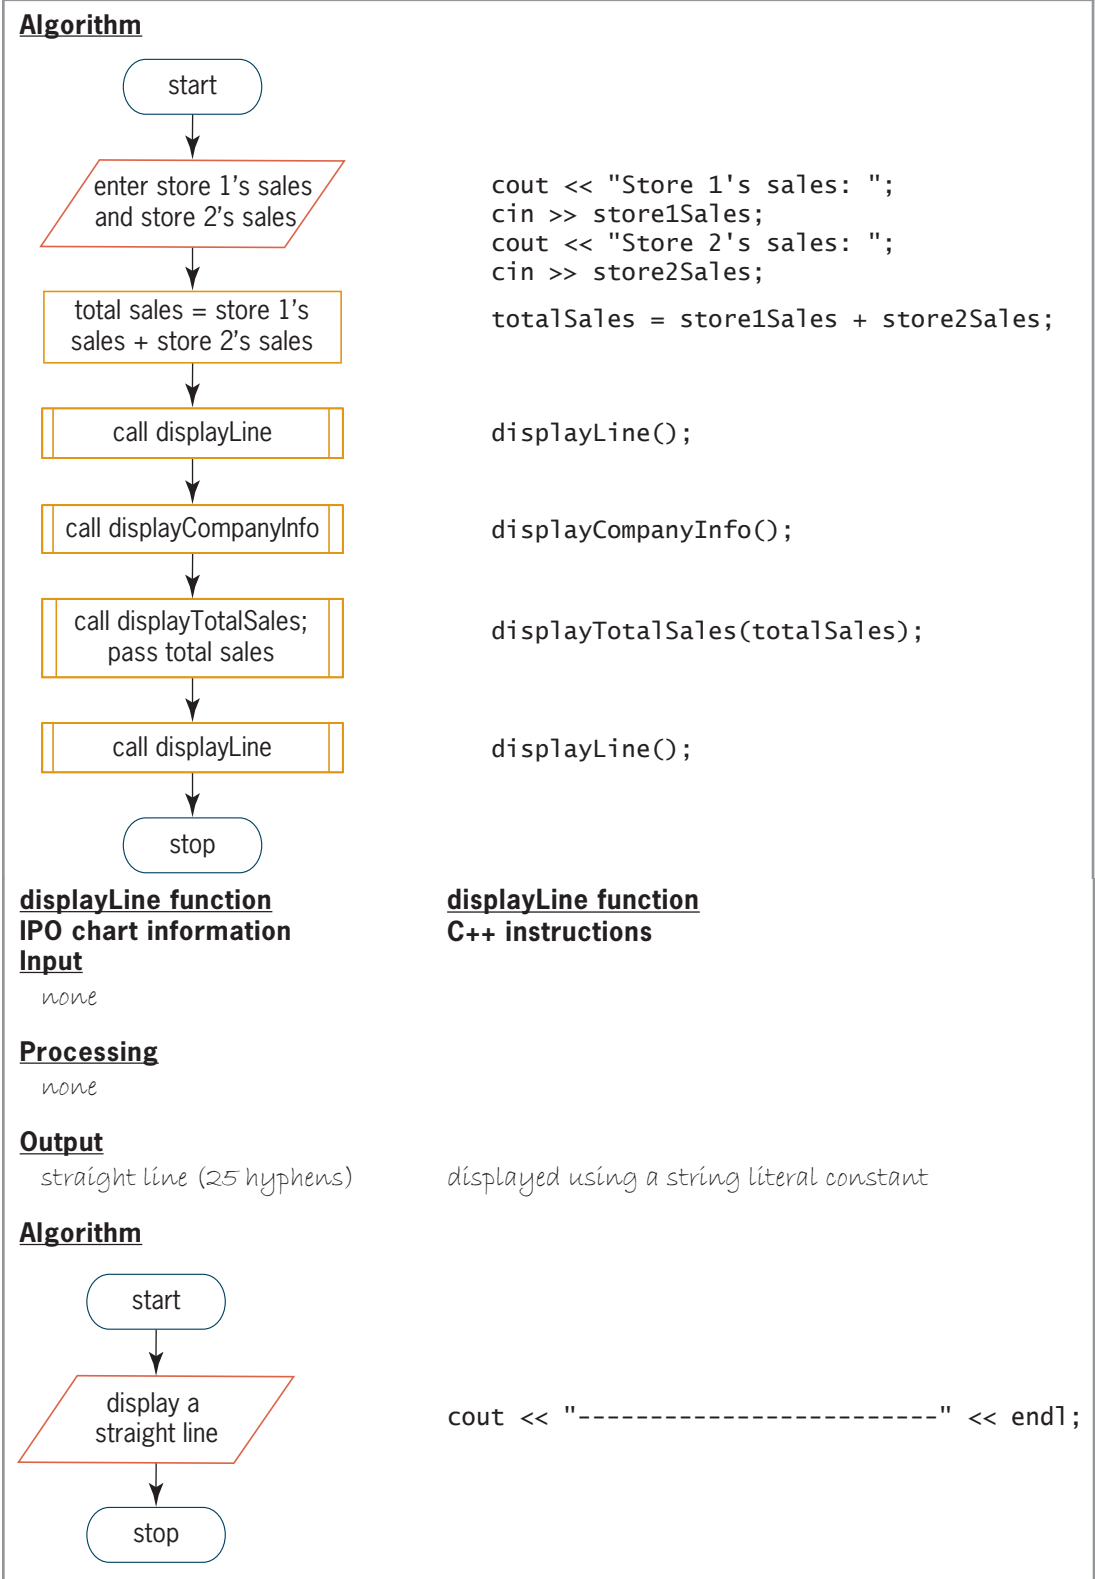 Algorithm
start
enter store 1’s sales
and store 2’s sales
cout << "Store 1's sales: ";
cin >> store1Sales;
cout << "Store 2's sales: ";
cin >> store2Sales;
total sales = store 1’s
sales + store 2’s sales
totalSales = store1Sales + store2Sales;
call displayLine
displayLine();
call displayCompanyInfo
displayCompanyInfo();
call displayTotalSales;
pass total sales
displayTotalSales(totalSales);
call displayLine
displayLine();
stop
displayLine function
IPO chart information
displayLine function
C++ instructions
Input
none
Processing
none
Output
straight line (25 hyphens)
displayed using a string literal constant
Algorithm
start
display a
straight line
cout << "-------------------------" << endl;
stop